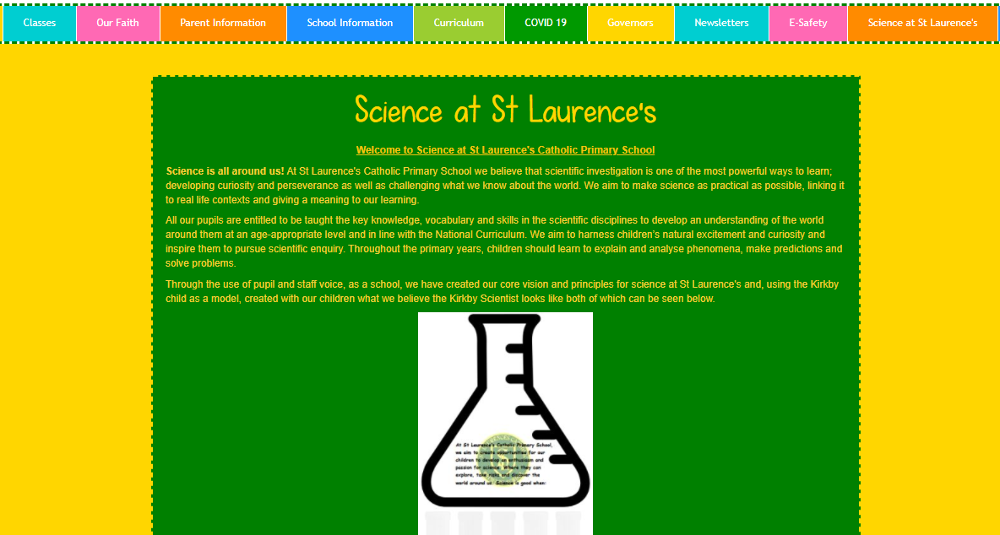 Classes Our Faith Parent Information School Information Curriculum COVID 19 Governors Newsletters E-Safety Science at St Laurence's
Science at St Laurence's
Welcome to Science at St Laurence's Catholic Primary School
Science is all around us! At St Laurence's Catholic Primary School we believe that scientific investigation is one of the most powerful ways to learn;
developing curiosity and perseverance as well as challenging what we know about the world. We aim to make science as practical as possible, linking it
to real life contexts and giving a meaning to our learning.
All our pupils are entitled to be taught the key knowledge, vocabulary and skills in the scientific disciplines to develop an understanding of the world
around them at an age-appropriate level and in line with the National Curriculum. We aim to harness children's natural excitement and curiosity and
inspire them to pursue scientific enquiry. Throughout the primary years, children should learn to explain and analyse phenomena, make predictions and
solve problems.
Through the use of pupil and staff voice, as a school, we have created our core vision and principles for science at St Laurence's and, using the Kirkby
child as a model, created with our children what we believe the Kirkby Scientist looks like both of which can be seen below.
At St Laurence's Catholic Primary School,
we aim to create opportunities for our
children to develop an enthusiasm and
passion for science. Where they can
explore, take risks and discover the
world around us. Science is good when: